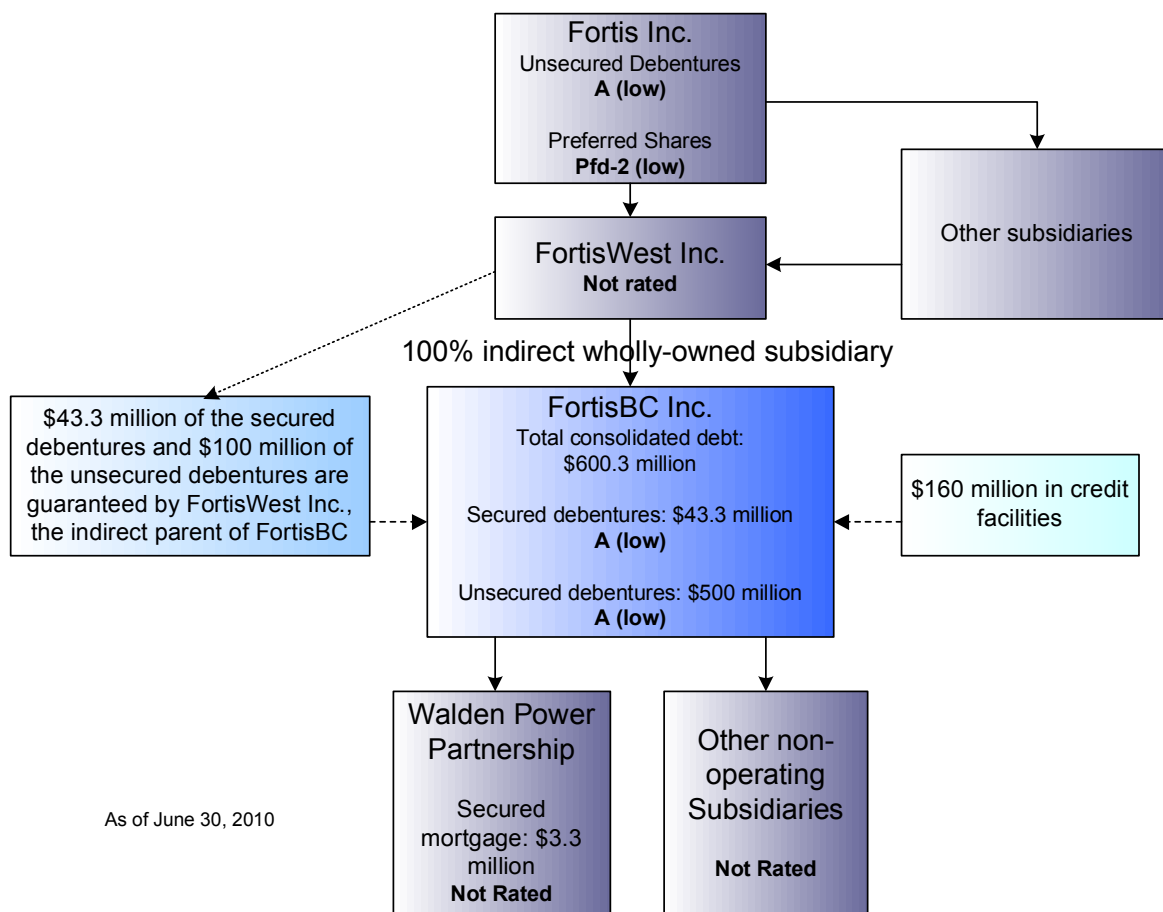 Fortis Inc.
Unsecured Debentures
A (low)
Preferred Shares
Pfd-2 (low)
Other subsidiaries
FortisWest Inc.
Not rated
100% indirect wholly-owned subsidiary
$43.3 million of the secured
debentures and $100 million of
the unsecured debentures are
guaranteed by FortisWest Inc.,
the indirect parent of FortisBC
FortisBC Inc.
Total consolidated debt:
$600.3 million
Secured debentures: $43.3 million
A (low)
Unsecured debentures: $500 million
A (low)
$160 million in credit
facilities
Walden Power
Partnership
Secured
mortgage: $3.3
million
Not Rated
Other non-
operating
Subsidiaries
Not Rated
As of June 30, 2010